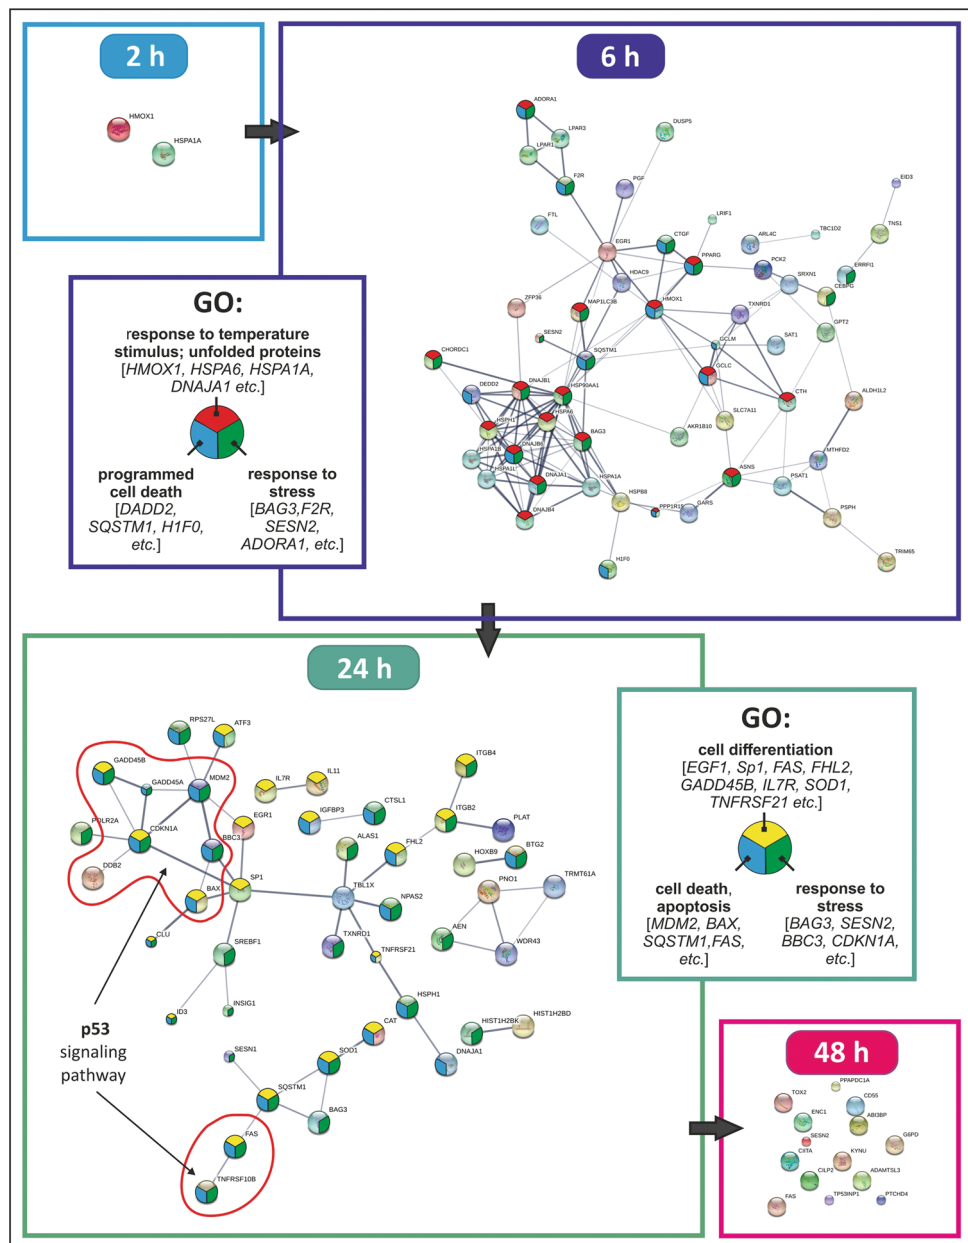 2 h
HMOX1
HSPA1A
6 h
ADORA1
LPAR3
LPAR1
F2R
DUSP5
PGF
FTL
EGR1
CTGF
LRIF1
PPARG
ARL4C
TBC1D2
EID3
TNS1
PCK2
ERRFI1
SRXN1
CEBPG
HDAC9
ZFP36
MAP1LC3B
HMOX1
TXNRD1
GPT2
SESN2
SQSTM1
GCLM
SAT1
CHORDC1
GCLC
DEDD2
DNAJB1
HSP90AA1
CTH
ALDH1L2
HSPH1
HSPA6
BAG3
AKR1B10
SLC7A11
HSPA1B
DNAJB6
MTHFD2
HSPA1L
DNAJA1
HSPA1A
ASNS
PSAT1
HSPB8
DNAJB4
PPP1R15
GARS
PSPH
H1F0
TRIM65
GO:
response to temperature
stimulus; unfolded proteins
[HMOX1, HSPA6, HSPA1A,
DNAJA1 etc.]
programmed
cell death
[DADD2,
SQSTM1, H1F0,
etc.]
response to
stress
[BAG3,F2R,
SESN2,
ADORA1, etc.]
24 h
RPS27L
ATF3
GADD45B
GADD45A
MDM2
IL7R
IL11
ITGB4
POLR2A
CDKN1A
EGR1
IGFBP3
CTSL1
ITGB2
PLAT
BBC3
ALAS1
FHL2
HOXB9
BTG2
DDB2
BAX
SP1
TBL1X
PNO1
TRMT61A
NPAS2
CLU
SREBF1
TXNRD1
TNFRSF21
AEN
WDR43
ID3
INSIG1
HSPH1
HIST1H2BK
HIST1H2BD
CAT
SESN1
SOD1
DNAJA1
SQSTM1
BAG3
FAS
TNFRSF10B
p53
signaling
pathway
GO:
cell differentiation
[EGF1, Sp1, FAS, FHL2,
GADD45B, IL7R, SOD1,
TNFRSF21 etc.]
cell death,
apoptosis
[MDM2, BAX,
SQSTM1,FAS,
etc.]
response to
stress
[BAG3, SESN2,
BBC3, CDKN1A,
etc.]
48 h
PPAPDC1A
TOX2
CD55
ENC1
ABI3BP
SESN2
G6PD
CIITA
KYNU
CILP2
ADAMTSL3
FAS
TP53INP1
PTCHD4